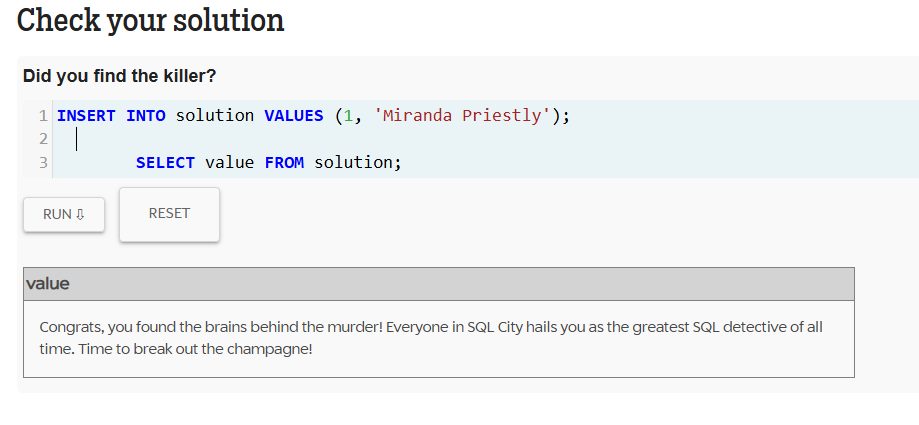 Check your solution
Did you find the killer?
1 INSERT INTO solution VALUES (1, 'Miranda Priestly');
2
3 SELECT value FROM solution;
RUN ⇩ RESET
value
Congrats, you found the brains behind the murder! Everyone in SQL City hails you as the greatest SQL detective of all
time. Time to break out the champagne!